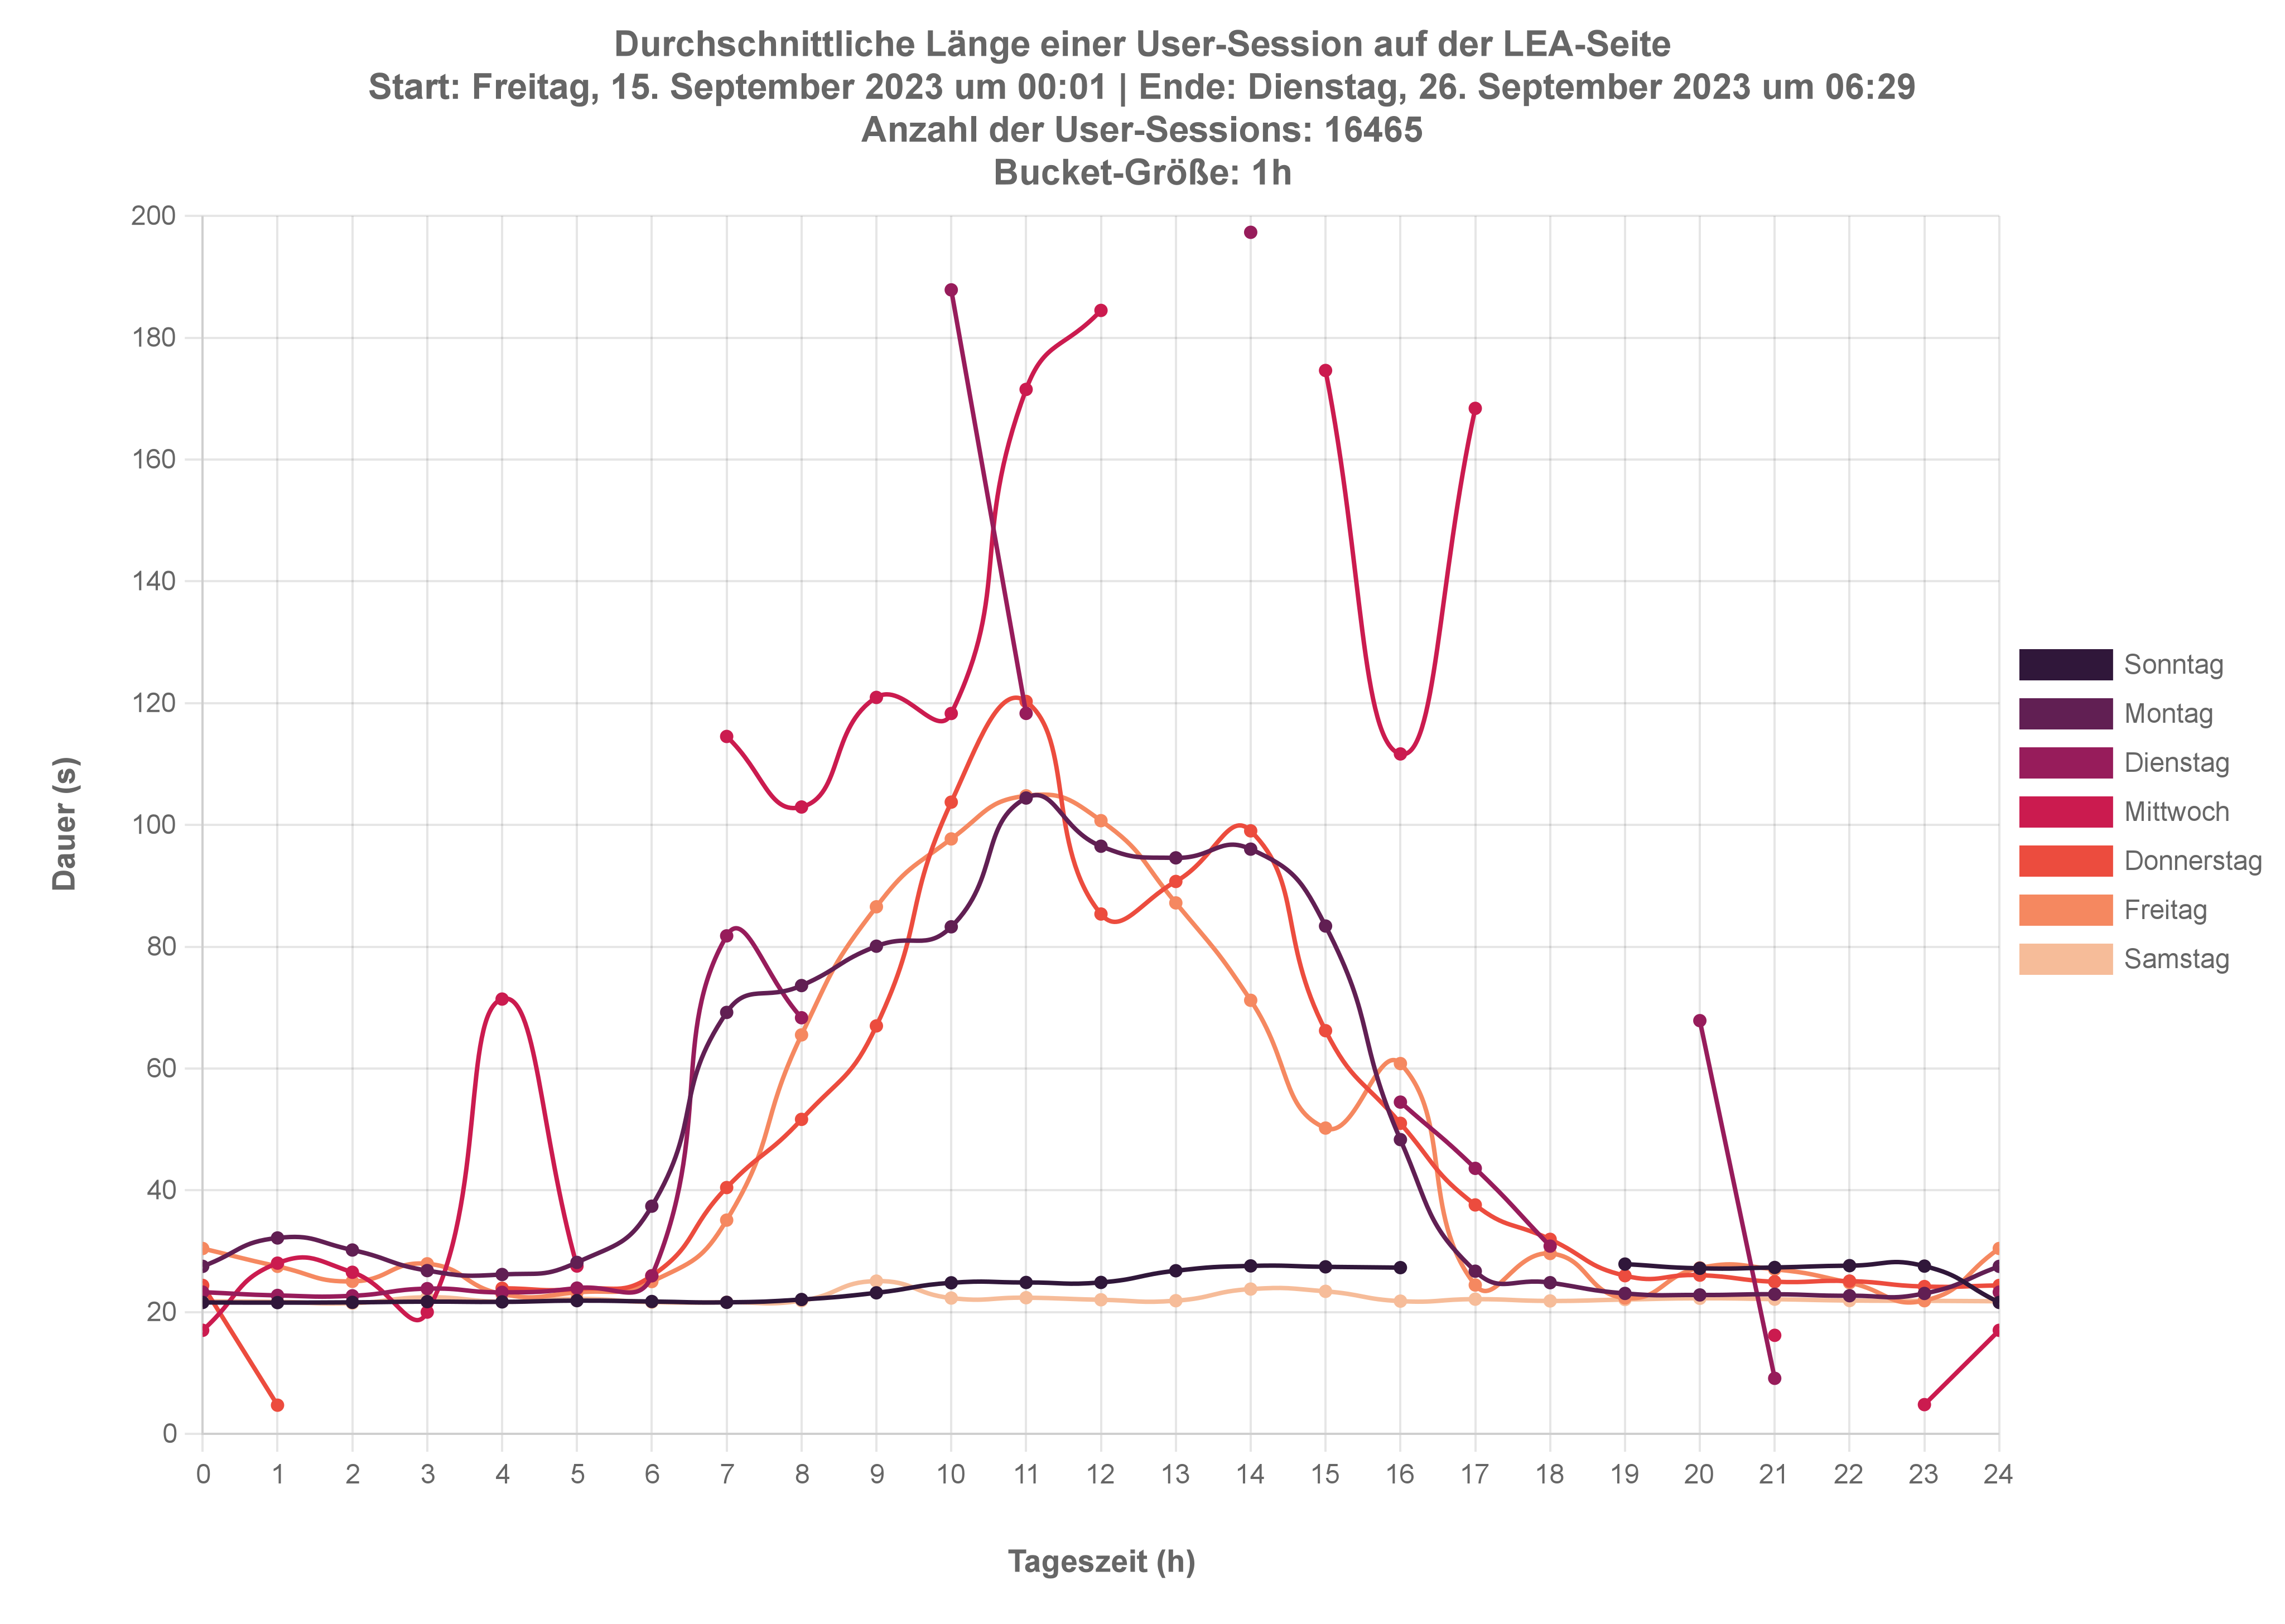 Durchschnittliche Länge einer User-Session auf der LEA-Seite
Start: Freitag, 15. September 2023 um 00:01 | Ende: Dienstag, 26. September 2023 um 06:29
Anzahl der User-Sessions: 16465
Bucket-Größe: 1h
200
180
160
140
120
100
80
60
40
20
0
Dauer (s)
0 1 2 3 4 5 6 7 8 9 10 11 12 13 14 15 16 17 18 19 20 21 22 23 24
Tageszeit (h)
Sonntag
Montag
Dienstag
Mittwoch
Donnerstag
Freitag
Samstag